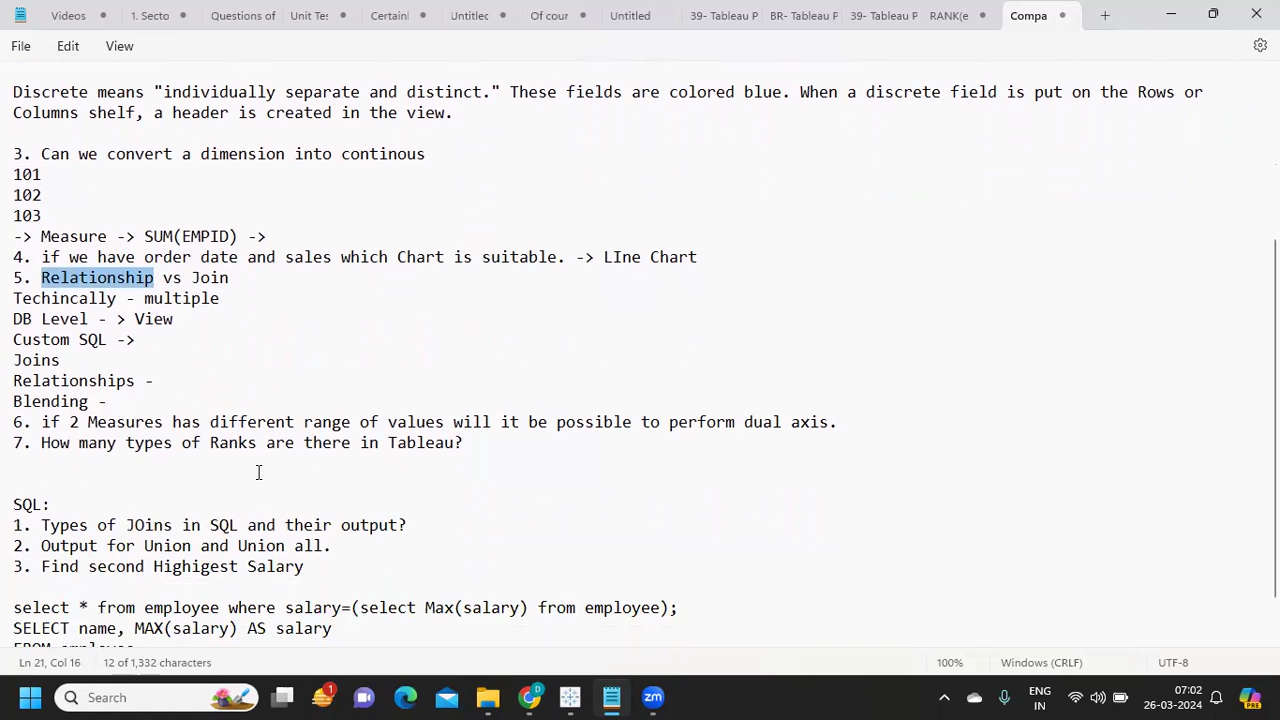 Videos
1. Secto
Questions of
Unit Tes
Certainl
Untitlec
Of cour
Untitled
39- Tableau P
BR- Tableau P
39- Tableau P
RANK(e
Compa
File Edit View
Discrete means "individually separate and distinct." These fields are colored blue. When a discrete field is put on the Rows or
Columns shelf, a header is created in the view.
3. Can we convert a dimension into continous
101
102
103
-> Measure -> SUM(EMPID) ->
4. if we have order date and sales which Chart is suitable. -> LIne Chart
5. Relationship vs Join
Techincally - multiple
DB Level - > View
Custom SQL ->
Joins
Relationships -
Blending -
6. if 2 Measures has different range of values will it be possible to perform dual axis.
7. How many types of Ranks are there in Tableau?
SQL:
1. Types of JOins in SQL and their output?
2. Output for Union and Union all.
3. Find second Highigest Salary
select * from employee where salary=(select Max(salary) from employee);
SELECT name, MAX(salary) AS salary
FROM employee
Ln 21, Col 16
12 of 1,332 characters
100%
Windows (CRLF)
UTF-8
Search
1
D
zm
ENG
IN
07:02
26-03-2024
PRE